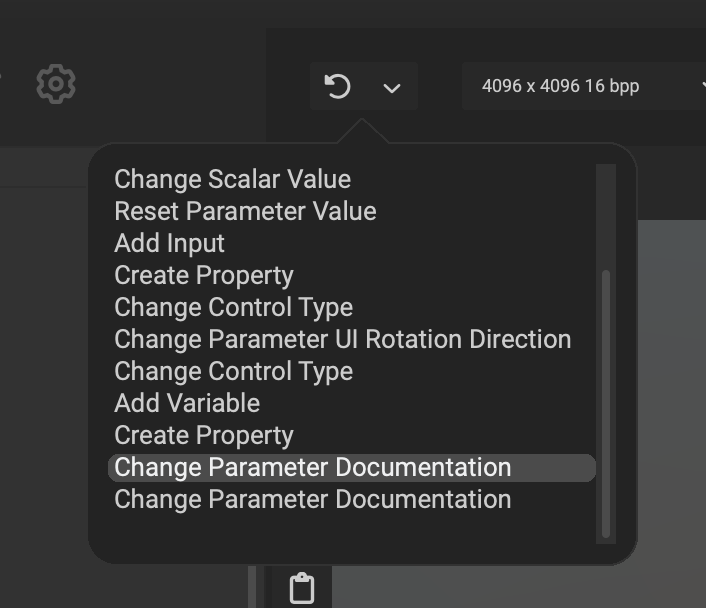 4096 x 4096 16 bpp
Change Scalar Value
Reset Parameter Value
Add Input
Create Property
Change Control Type
Change Parameter UI Rotation Direction
Change Control Type
Add Variable
Create Property
Change Parameter Documentation
Change Parameter Documentation